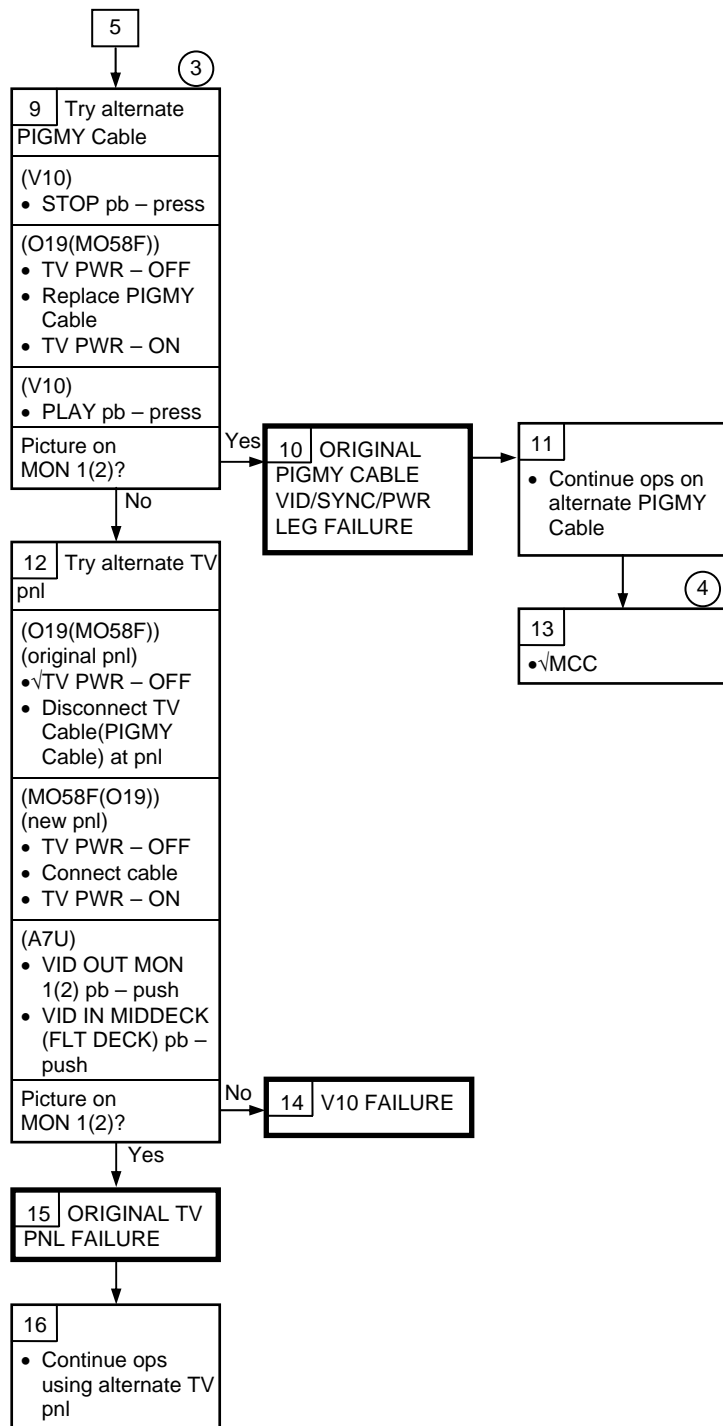 5
3
9 Try alternate
PIGMY Cable
(V10)
• STOP pb – press
(O19(MO58F))
• TV PWR – OFF
• Replace PIGMY
Cable
• TV PWR – ON
(V10)
• PLAY pb – press
Picture on
MON 1(2)?
Yes
No
10 ORIGINAL
PIGMY CABLE
VID/SYNC/PWR
LEG FAILURE
11
• Continue ops on
alternate PIGMY
Cable
4
13
•√MCC
12 Try alternate TV
pnl
(O19(MO58F))
(original pnl)
•√TV PWR – OFF
• Disconnect TV
Cable(PIGMY
Cable) at pnl
(MO58F(O19))
(new pnl)
• TV PWR – OFF
• Connect cable
• TV PWR – ON
(A7U)
• VID OUT MON
1(2) pb – push
• VID IN MIDDECK
(FLT DECK) pb –
push
Picture on
MON 1(2)?
No
Yes
14 V10 FAILURE
15 ORIGINAL TV
PNL FAILURE
16
• Continue ops
using alternate TV
pnl